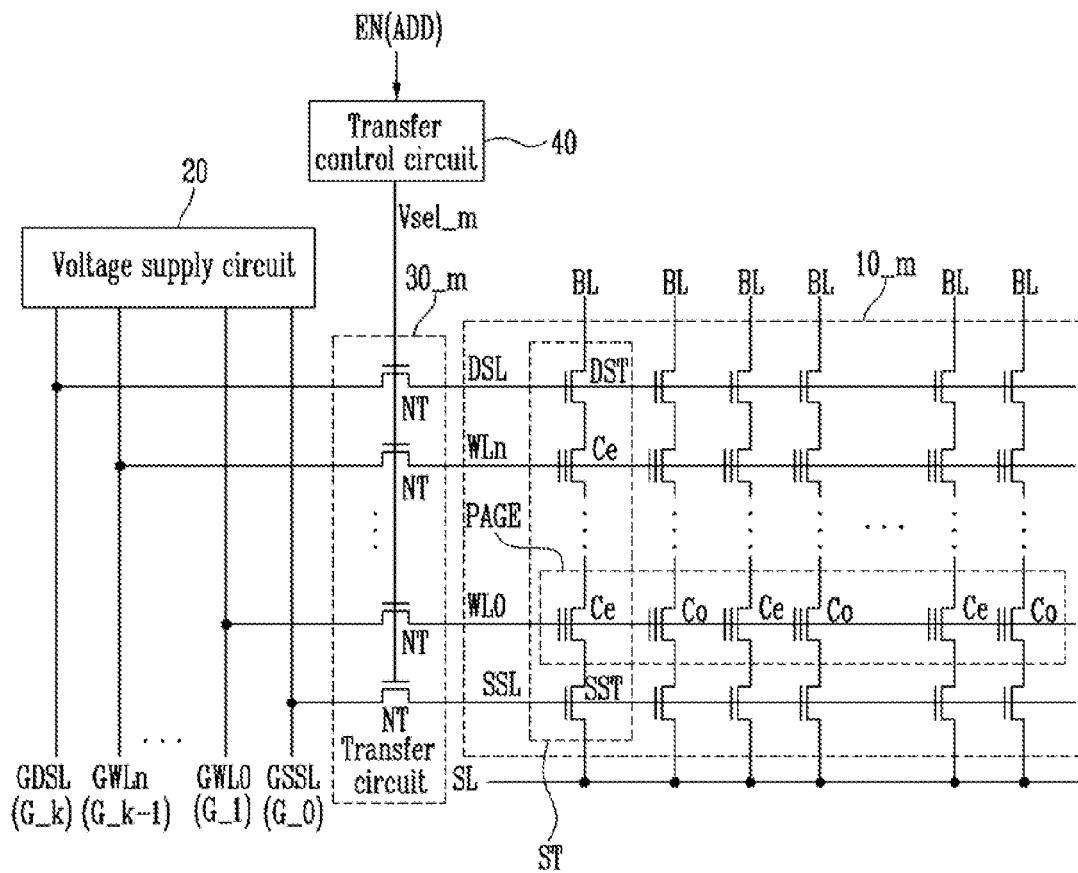 EN(ADD)
Transfer
control circuit
40
20
Vsel_m
Voltage supply circuit
30_m
10_m
BL BL BL BL BL BL
DSL DST
NT
WLn Ce
NT
PAGE
WL0 Ce Co Ce Co Ce Co
NT
SSL SST
NT
Transfer
circuit
GDSL GWLn ... GWL0 GSSL
(G_k) (G_k-1) (G_1) (G_0)
SL
ST